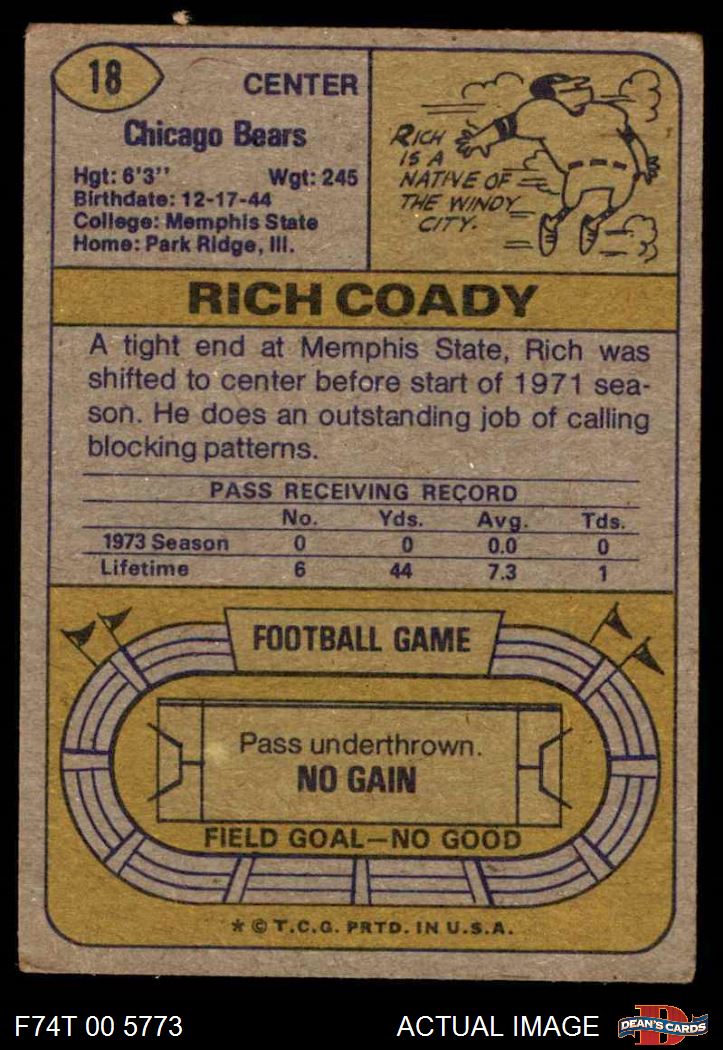 18
CENTER
Chicago Bears
Hgt: 6'3" Wgt: 245
Birthdate: 12-17-44
College: Memphis State
Home: Park Ridge, Ill.
RICH
IS A
NATIVE OF
THE WINDY
CITY.
RICH COADY
A tight end at Memphis State, Rich was
shifted to center before start of 1971 sea-
son. He does an outstanding job of calling
blocking patterns.
PASS RECEIVING RECORD
No. Yds. Avg. Tds.
1973 Season 0 0 0.0 0
Lifetime 6 44 7.3 1
FOOTBALL GAME
Pass underthrown.
NO GAIN
FIELD GOAL—NO GOOD
* © T.C.G. PRTD. IN U.S.A.
F74T 00 5773 ACTUAL IMAGE
D
DEAN'S CARDS